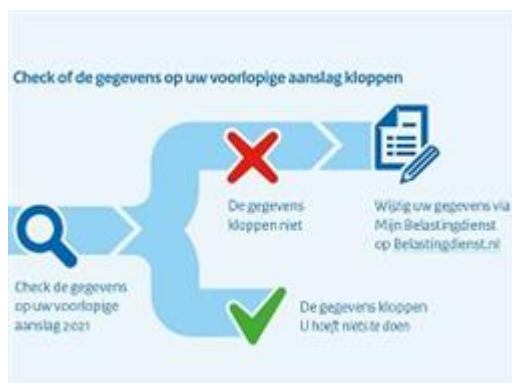 Check of de gegevens op uw voorlopige aanslag kloppen
De gegevens
kloppen niet
Wijzig uw gegevens via
Mijn Belastingdienst
op Belastingdienst.nl
Check de gegevens
op uw voorlopige
aanslag 2021
De gegevens kloppen
U hoeft niets te doen